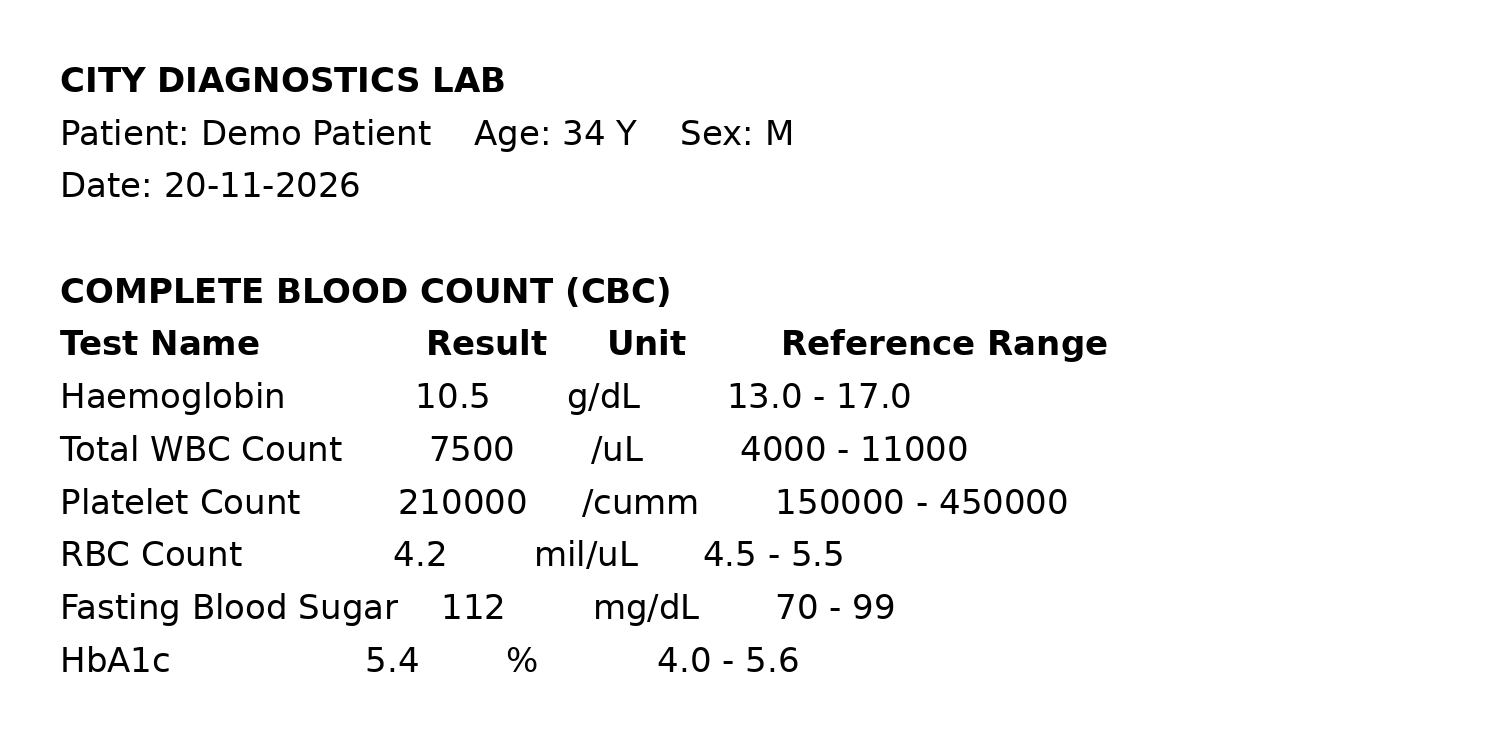 CITY DIAGNOSTICS LAB
Patient: Demo Patient    Age: 34 Y    Sex: M
Date: 20-11-2026
COMPLETE BLOOD COUNT (CBC)
Test Name    Result    Unit    Reference Range
Haemoglobin    10.5    g/dL    13.0 - 17.0
Total WBC Count    7500    /uL    4000 - 11000
Platelet Count    210000    /cumm    150000 - 450000
RBC Count    4.2    mil/uL    4.5 - 5.5
Fasting Blood Sugar    112    mg/dL    70 - 99
HbA1c    5.4    %    4.0 - 5.6